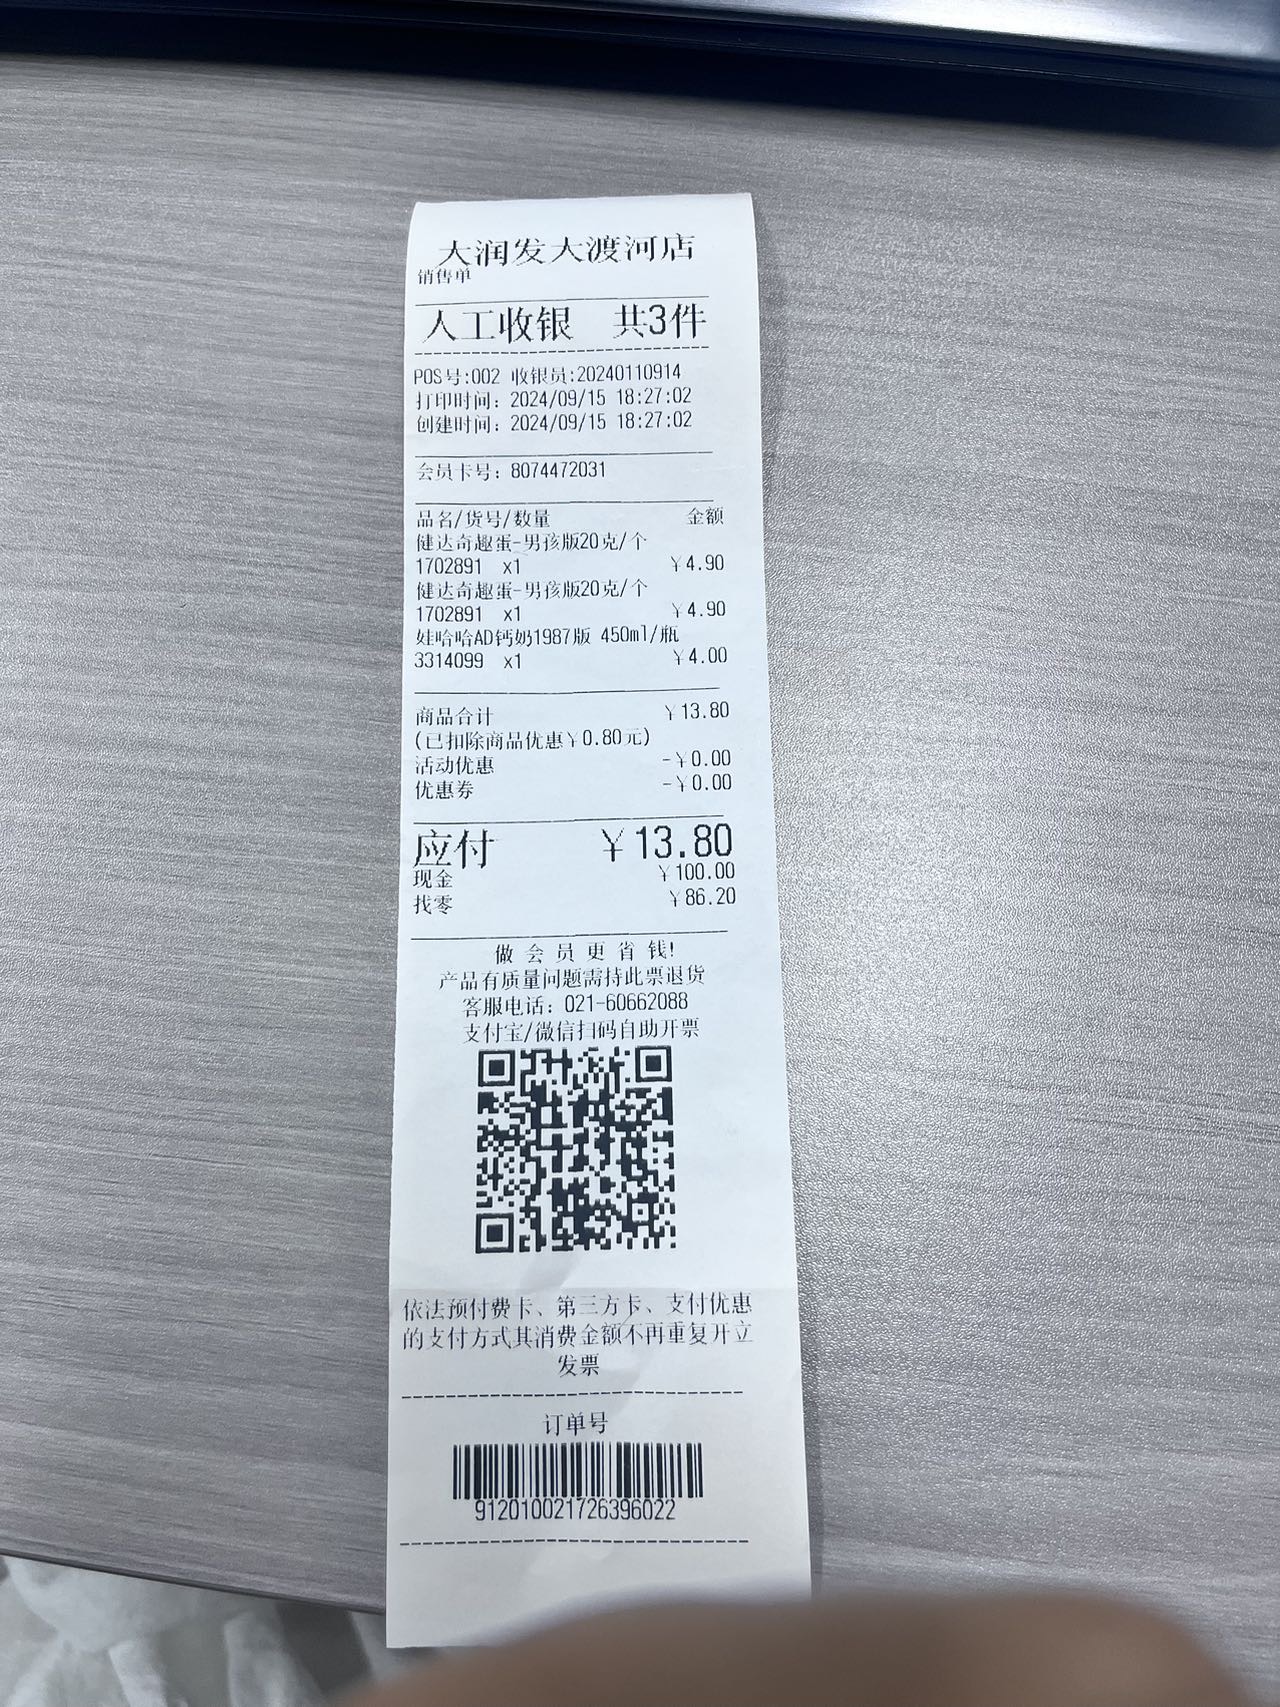 大润发大渡河店
销售单
人工收银 共3件
POS号:002 收银员:20240110914
打印时间: 2024/09/15 18:27:02
创建时间: 2024/09/15 18:27:02
会员卡号: 8074472031
品名/货号/数量 金额
健达奇趣蛋-男孩版20克/个
1702891 x1 ¥4.90
健达奇趣蛋-男孩版20克/个
1702891 x1 ¥4.90
娃哈哈AD钙奶1987版 450ml/瓶
3314099 x1 ¥4.00
商品合计 ¥13.80
(已扣除商品优惠¥0.80元)
活动优惠 -¥0.00
优惠券 -¥0.00
应付 ¥13.80
现金 ¥100.00
找零 ¥86.20
做会员更省钱!
产品有质量问题需持此票退货
客服电话: 021-60662088
支付宝/微信扫码自助开票
依法预付费卡、第三方卡、支付优惠
的支付方式其消费金额不再重复开立
发票
订单号
912010021726396022